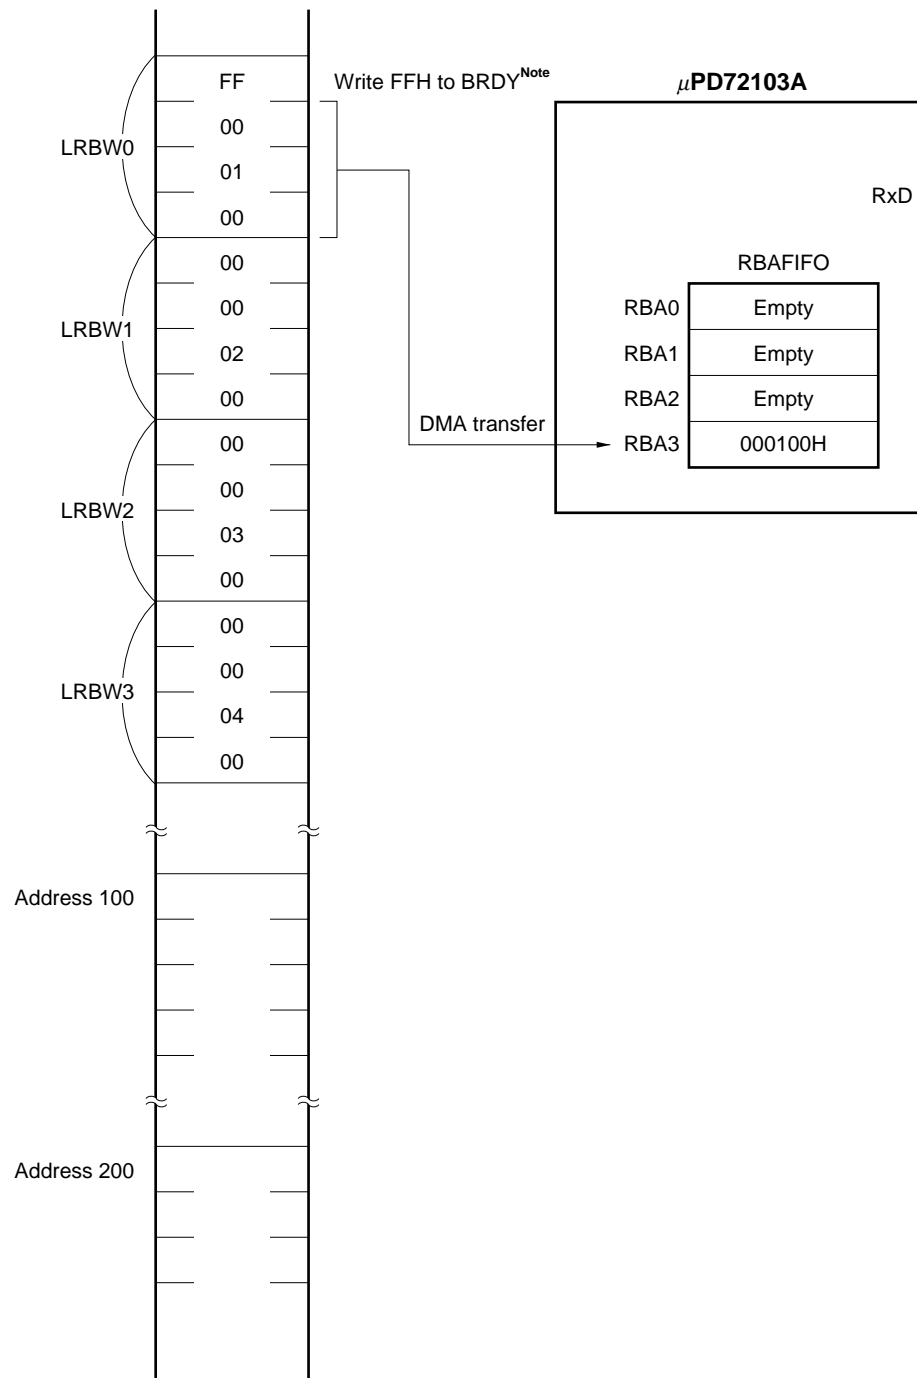 FF Write FFH to BRDYNote μPD72103A
00
LRBW0
01
RxD
00
00 RBAFIFO
00 RBA0 Empty
LRBW1
02 RBA1 Empty
00 RBA2 Empty
00 DMA transfer RBA3 000100H
00
LRBW2
03
00
00
00
LRBW3
04
00
Address 100
Address 200